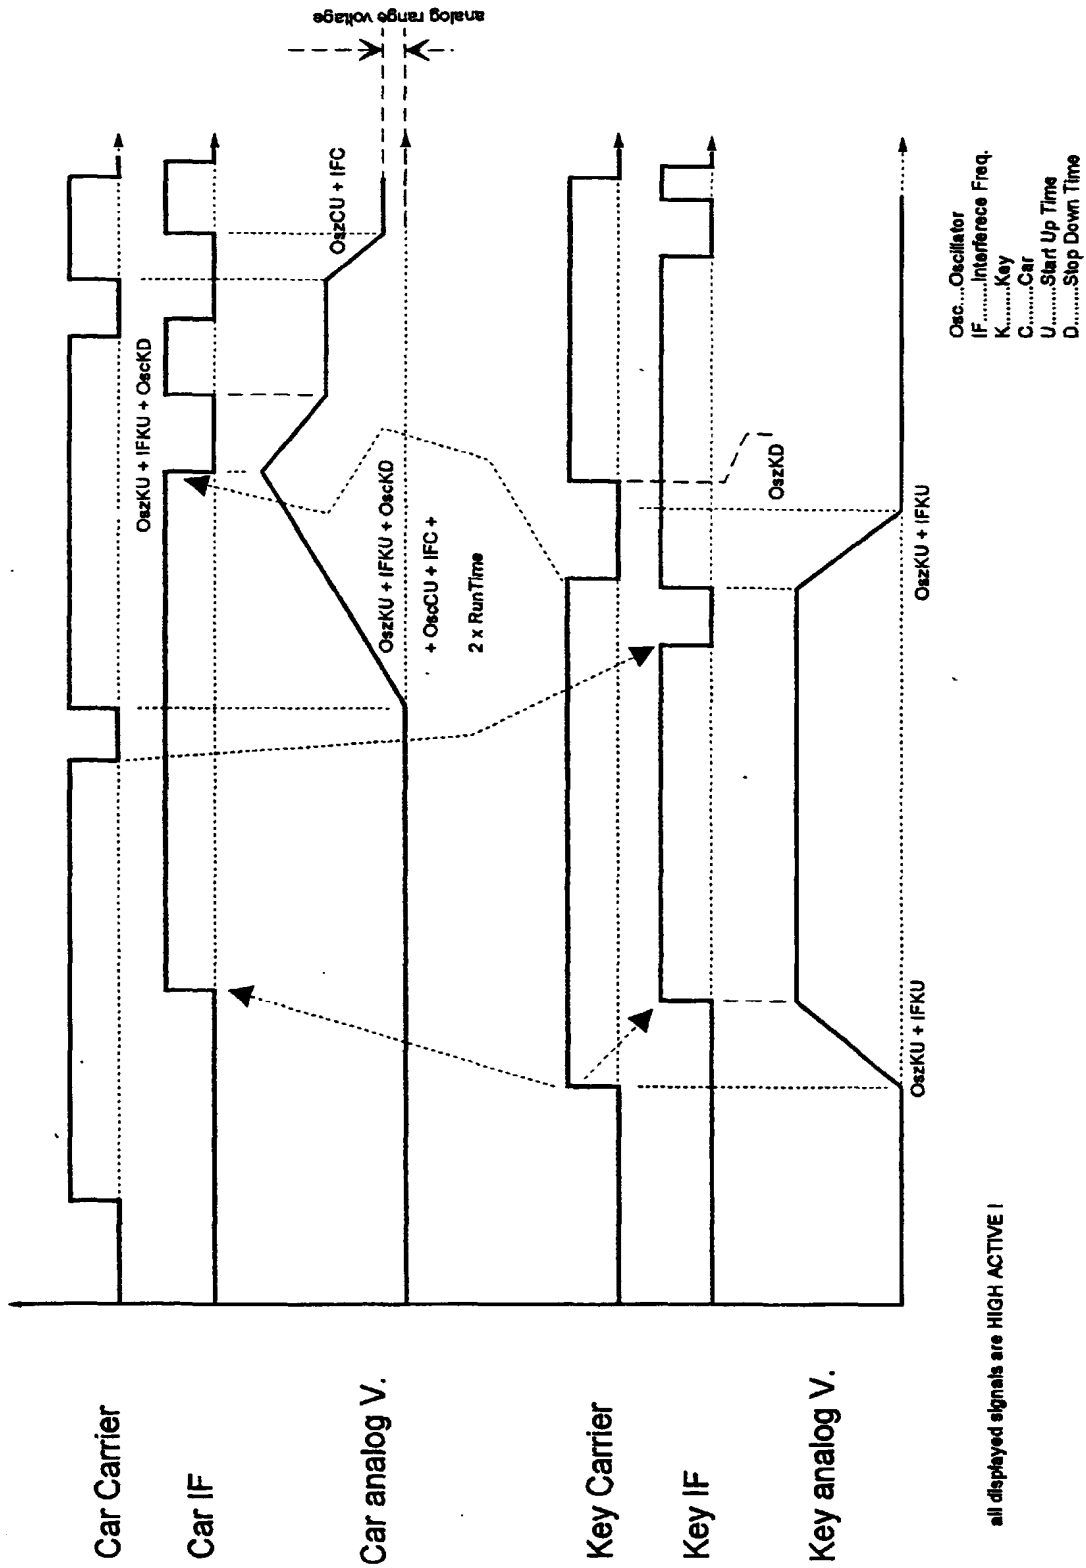 analog range voltage
Car Carrier
Car IF
OszKU + IFKU + OscKD
Car analog V.
OszCU + IFC
OszKU + IFKU + OscKD
+ OscCU + IFC +
2 x RunTime
Key Carrier
Key IF
OszKD
Key analog V.
OszKU + IFKU
OszKU + IFKU
Osc....Oscillator
IF........Interferece Freq.
K.........Key
C.........Car
U.........Start Up Time
D.........Stop Down Time
all displayed signals are HIGH ACTIVE !